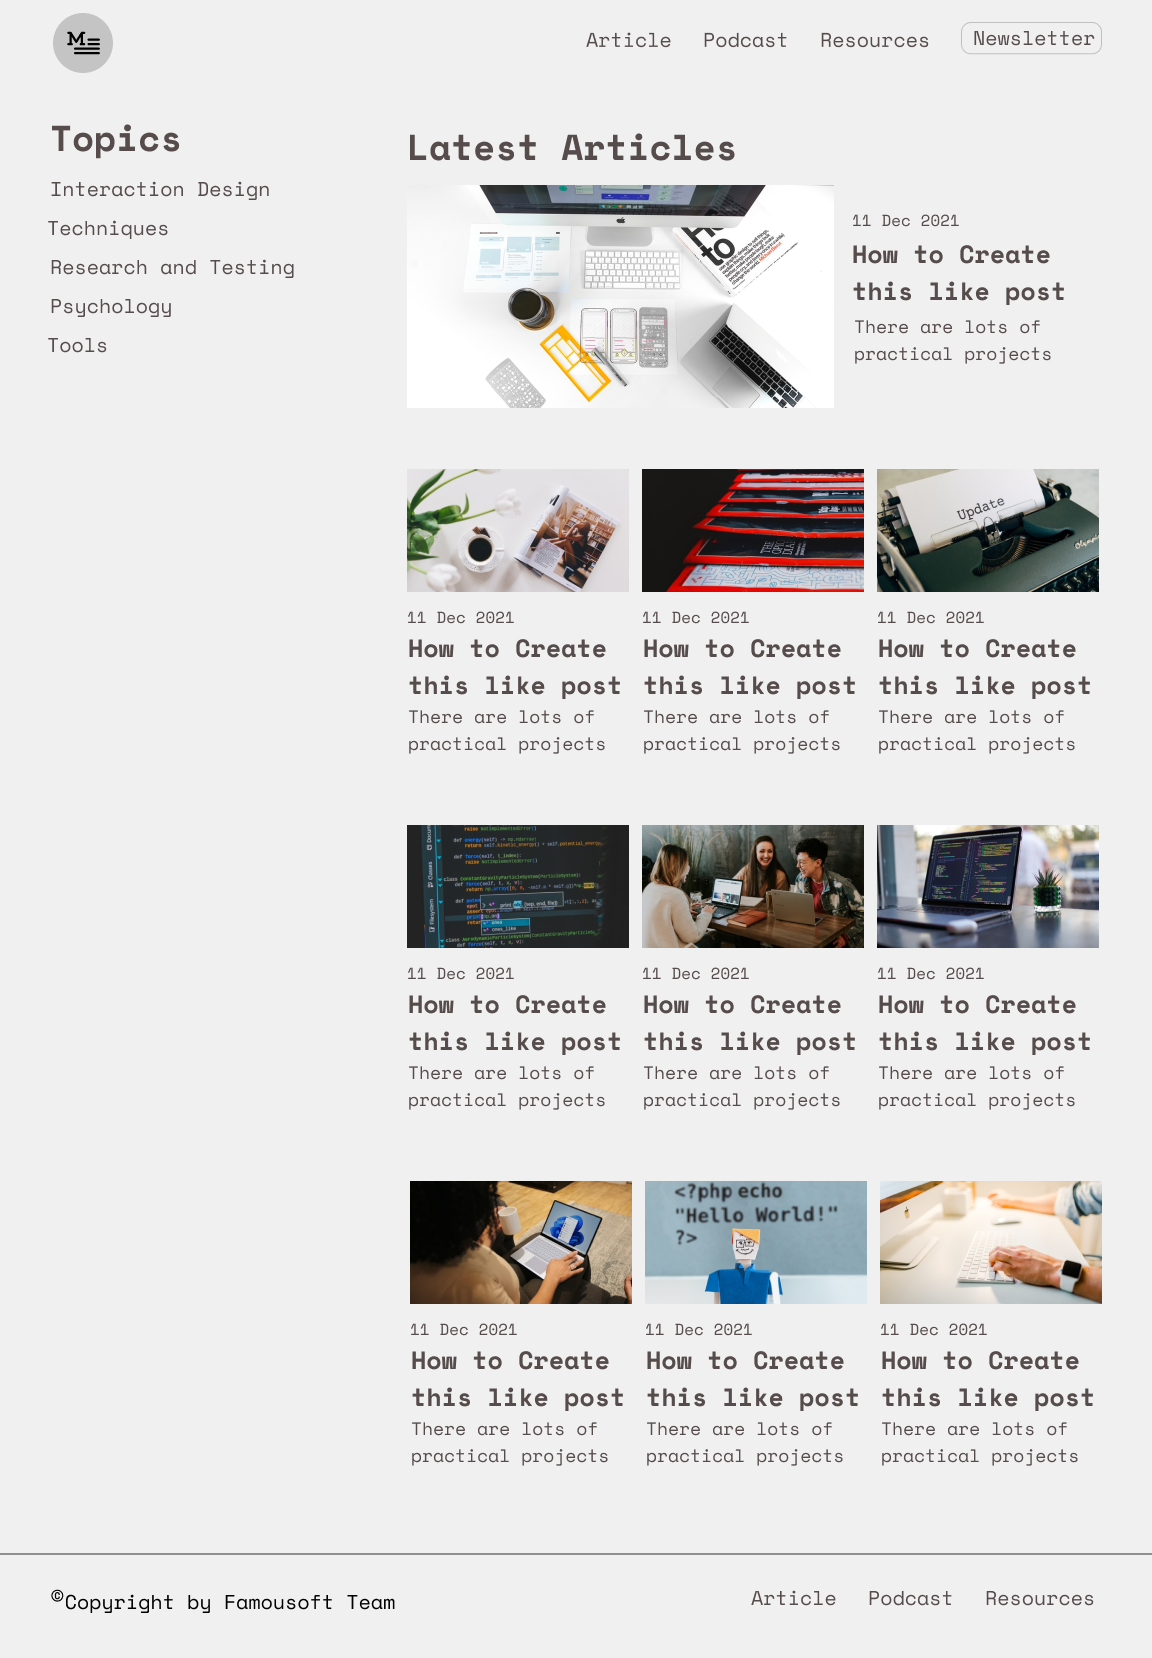 M
Article Podcast Resources Newsletter
Topics
Interaction Design
Techniques
Research and Testing
Psychology
Tools
Latest Articles
How to
11 Dec 2021
How to Create
this like post
There are lots of
practical projects
Update
Olympia
11 Dec 2021
How to Create
this like post
There are lots of
practical projects
11 Dec 2021
How to Create
this like post
There are lots of
practical projects
11 Dec 2021
How to Create
this like post
There are lots of
practical projects
11 Dec 2021
How to Create
this like post
There are lots of
practical projects
11 Dec 2021
How to Create
this like post
There are lots of
practical projects
11 Dec 2021
How to Create
this like post
There are lots of
practical projects
<?php echo
"Hello World!"
?>
11 Dec 2021
How to Create
this like post
There are lots of
practical projects
11 Dec 2021
How to Create
this like post
There are lots of
practical projects
11 Dec 2021
How to Create
this like post
There are lots of
practical projects
©Copyright by Famousoft Team
Article Podcast Resources